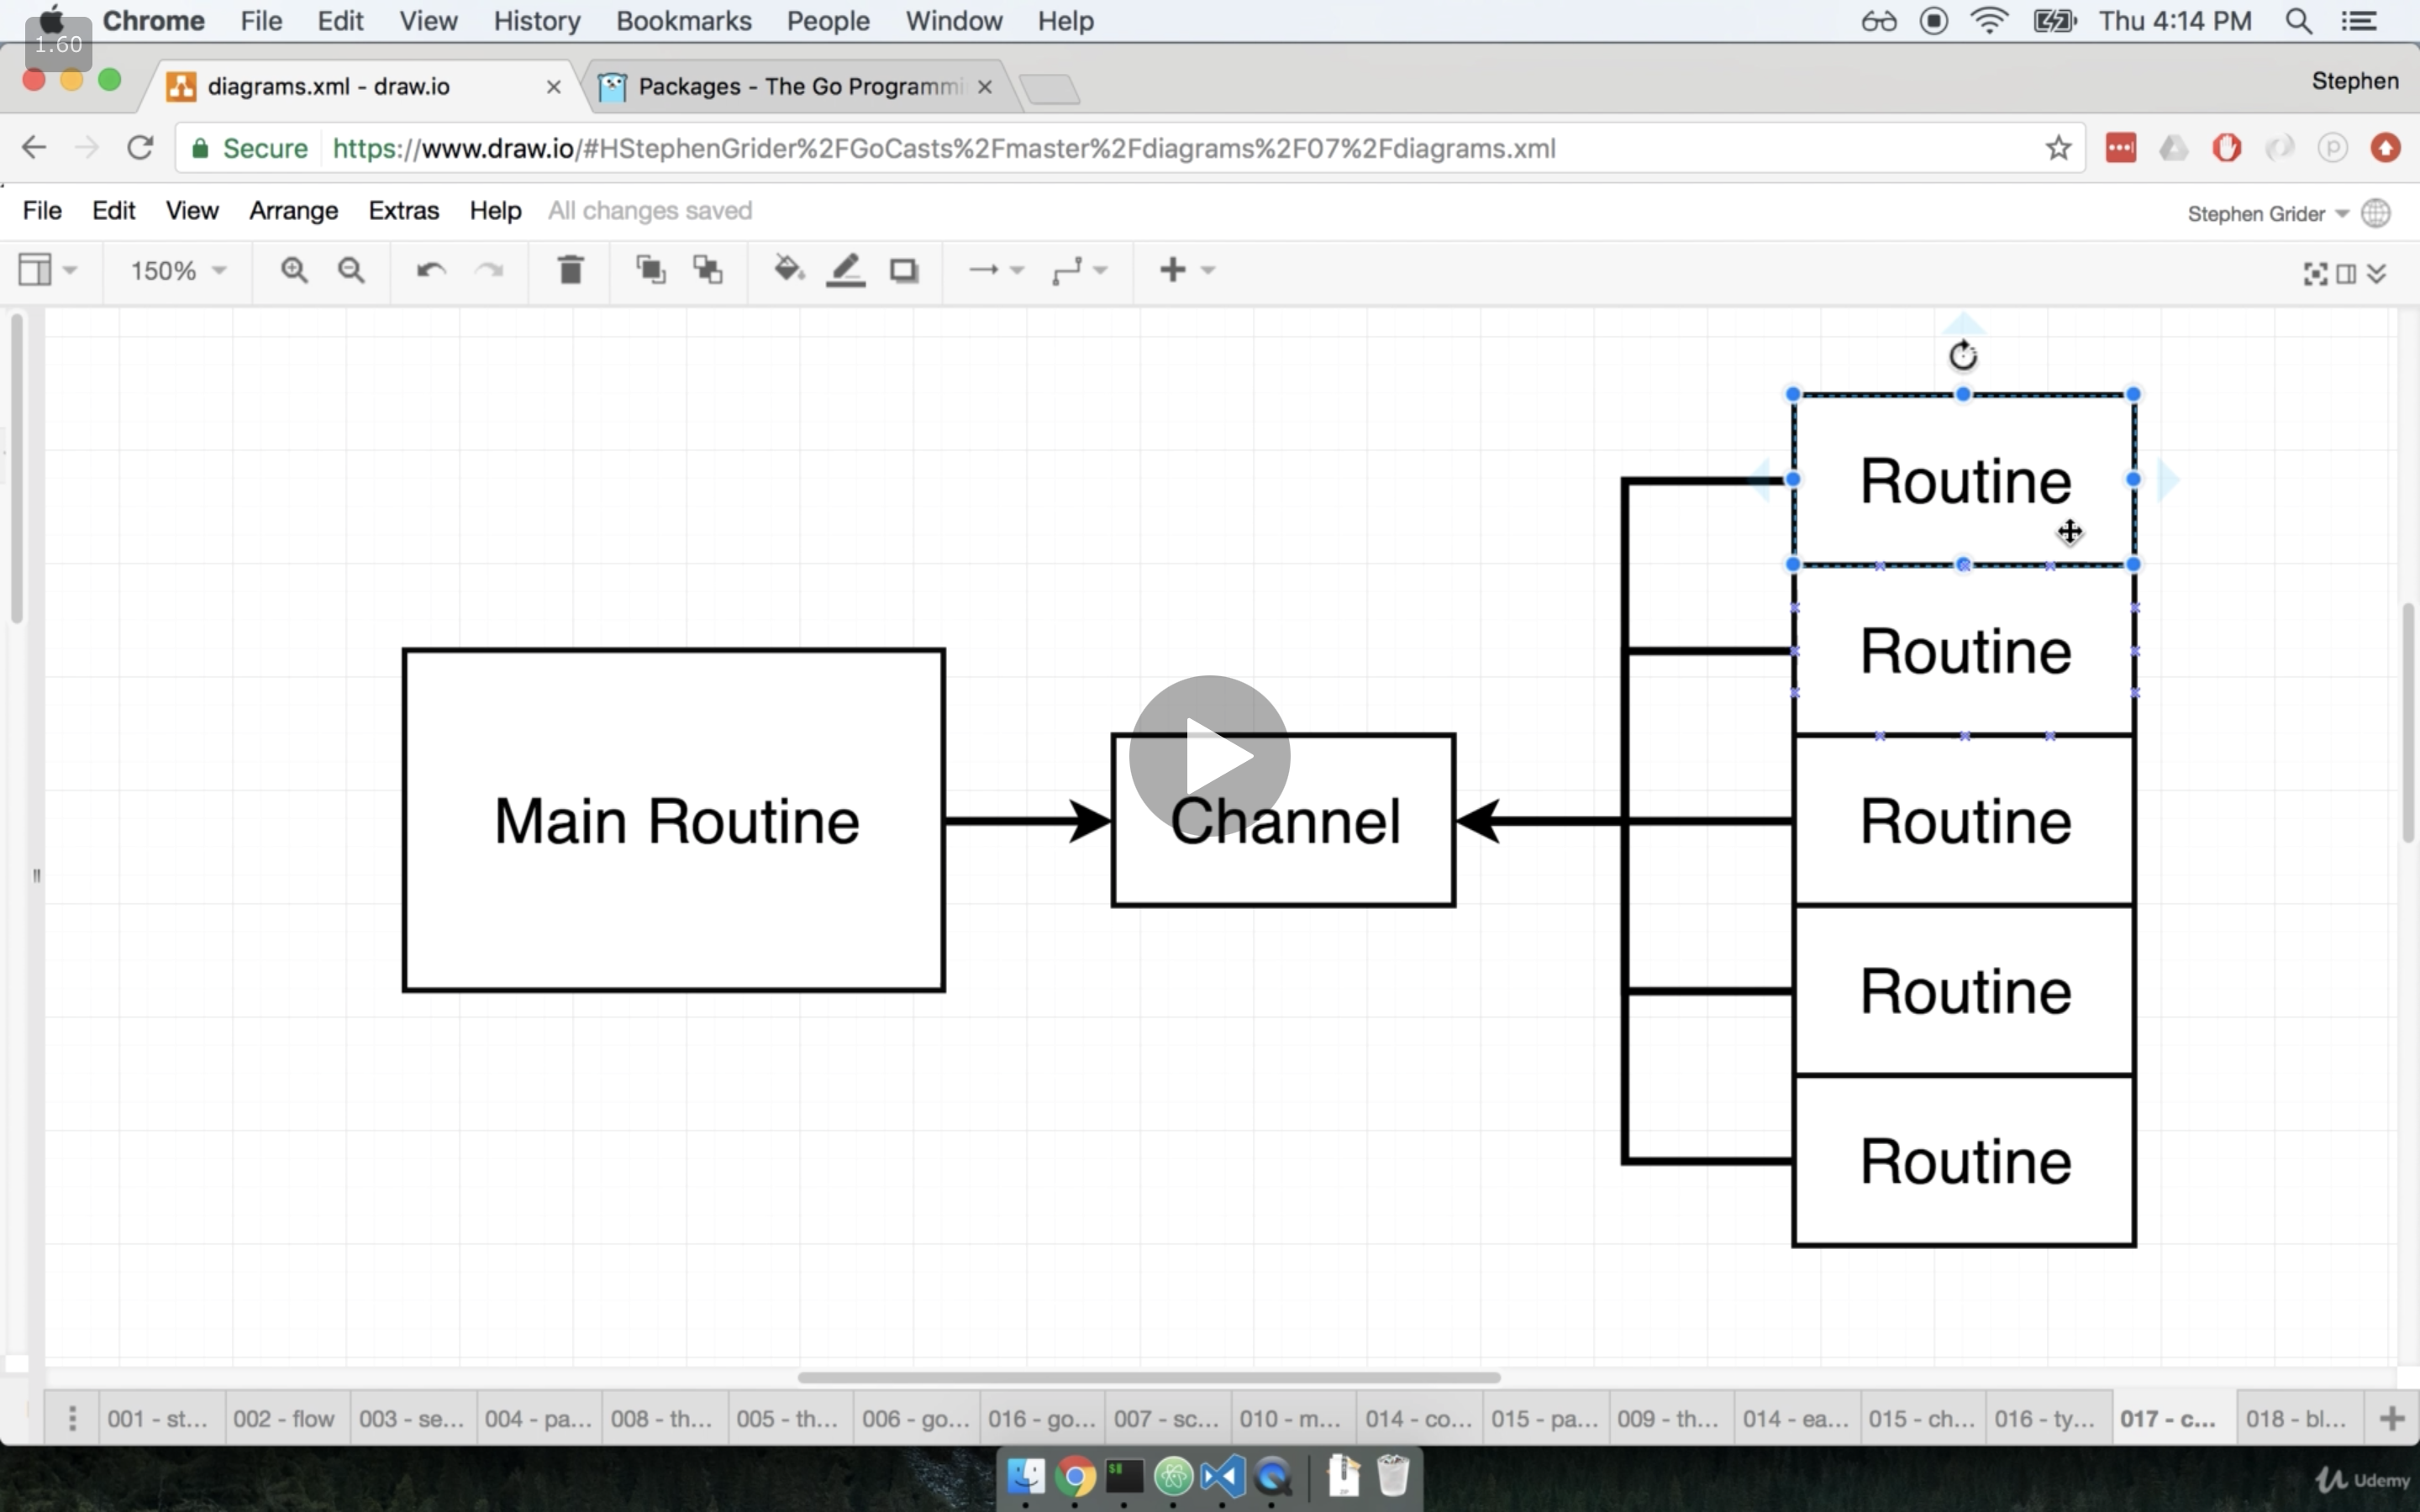 Chrome File Edit View History Bookmarks People Window Help Thu 4:14 PM
1.60
diagrams.xml - draw.io Packages - The Go Programmi Stephen
Secure https://www.draw.io/#HStephenGrider%2FGoCasts%2Fmaster%2Fdiagrams%2F07%2Fdiagrams.xml
File Edit View Arrange Extras Help All changes saved Stephen Grider
150%
Routine
Routine
Main Routine Channel Routine
Routine
Routine
001 - st... 002 - flow 003 - se... 004 - pa... 008 - th... 005 - th... 006 - go... 016 - go... 007 - sc... 010 - m... 014 - co... 015 - pa... 009 - th... 014 - ea... 015 - ch... 016 - ty... 017 - c... 018 - bl...
Udemy